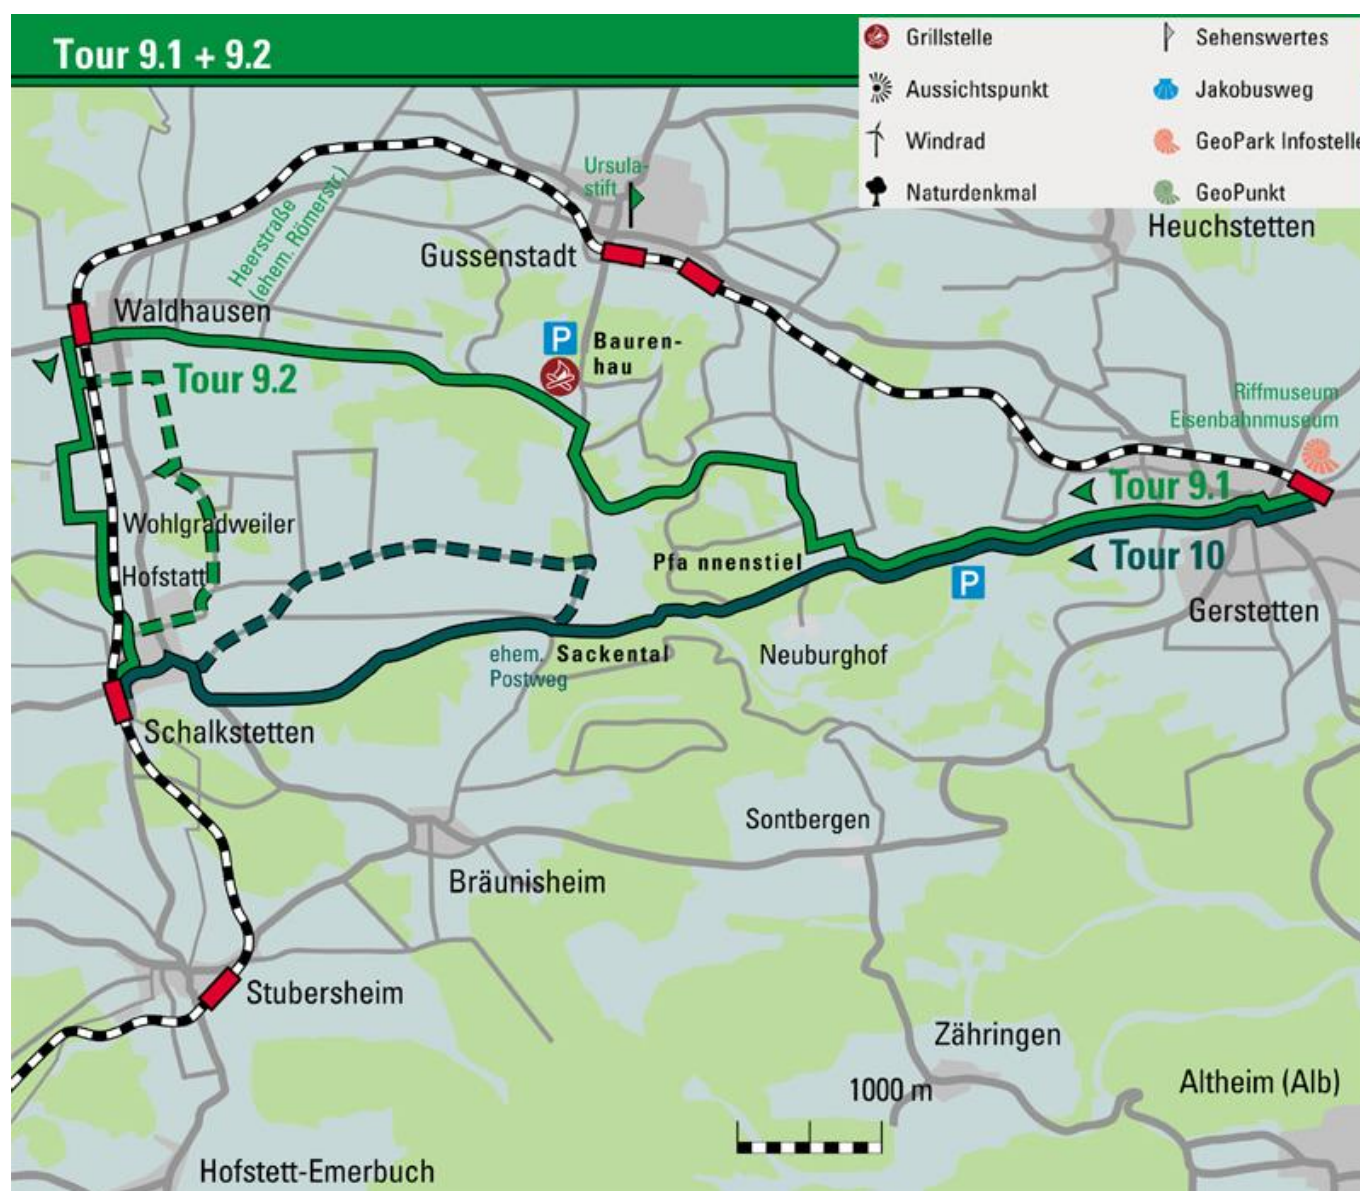 Tour 9.1 + 9.2
Grillstelle
Sehenswertes
Aussichtspunkt
Jakobusweg
Windrad
GeoPark Infostelle
Naturdenkmal
GeoPunkt
Ursula-
stift
Heerstraße
(ehem. Römerstr.)
Heuchstetten
Gussenstadt
Waldhausen
P
Bauren-
hau
Tour 9.2
Riffmuseum
Eisenbahnmuseum
Tour 9.1
Wohlgradweiler
Hofstatt
Pfa nnenstiel
Tour 10
P
Gerstetten
ehem.
Postweg
Sackental
Neuburghof
Schalkstetten
Sontbergen
Bräunisheim
Stubersheim
Zähringen
1000 m
Altheim (Alb)
Hofstett-Emerbuch